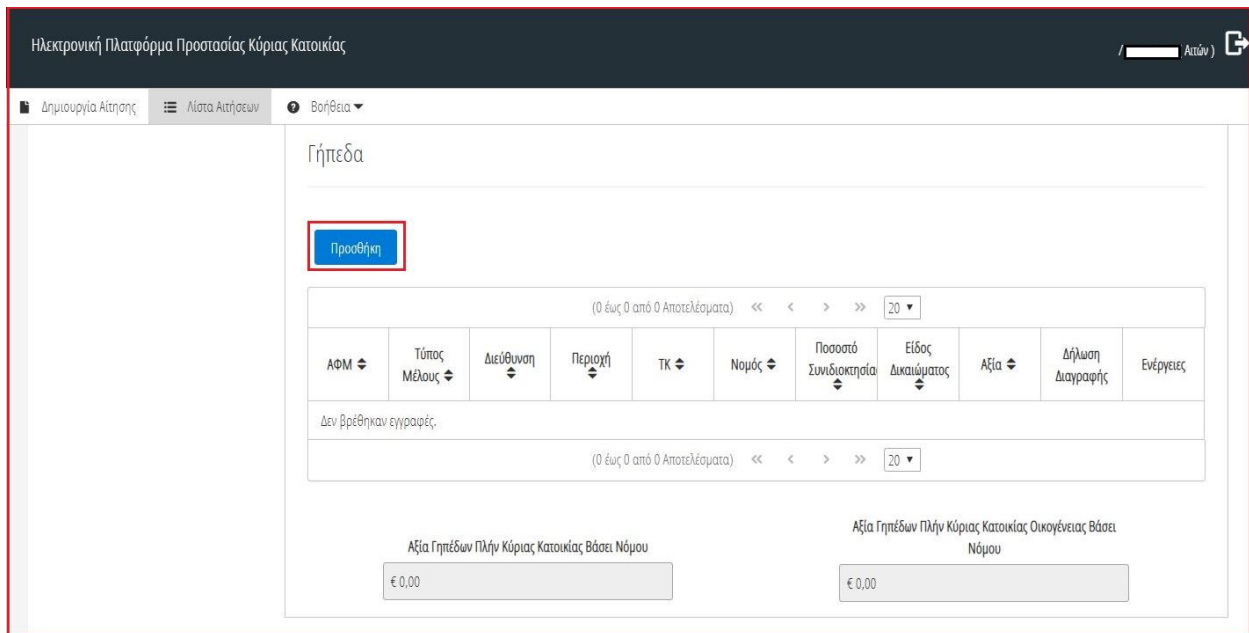 Ηλεκτρονική Πλατφόρμα Προστασίας Κύριας Κατοικίας
/ Αιτών )
Δημιουργία Αίτησης Λίστα Αιτήσεων Βοήθεια
Γήπεδα
Προσθήκη
(0 έως 0 από 0 Αποτελέσματα) << < > >> 20
ΑΦΜ Τύπος Μέλους Διεύθυνση Περιοχή ΤΚ Νομός Ποσοστό Συνιδιοκτησία Είδος Δικαιώματος Αξία Δήλωση Διαγραφής Ενέργειες
Δεν βρέθηκαν εγγραφές.
(0 έως 0 από 0 Αποτελέσματα) << < > >> 20
Αξία Γηπέδων Πλήν Κύριας Κατοικίας Βάσει Νόμου
€ 0,00
Αξία Γηπέδων Πλήν Κύριας Κατοικίας Οικογένειας Βάσει
Νόμου
€ 0,00